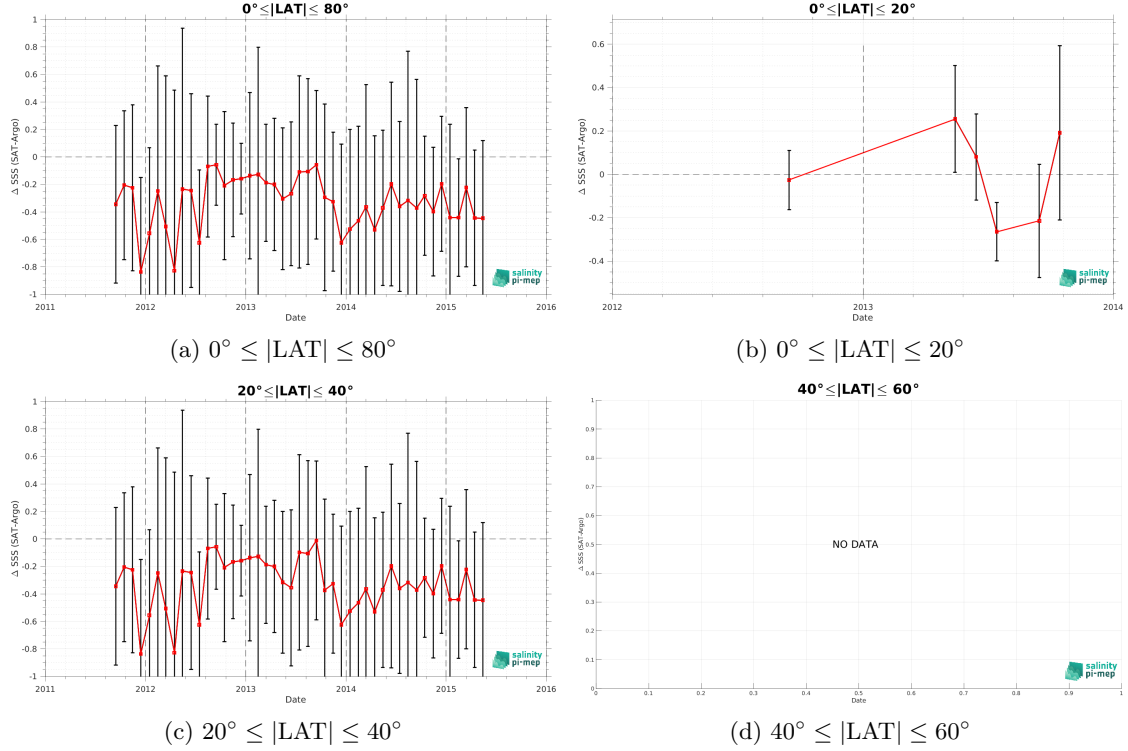 0°≤|LAT|≤ 80°
1
0.8
0.6
0.4
0.2
0
-0.2
-0.4
-0.6
-0.8
-1
Δ SSS (SAT-Argo)
2011
2012
2013
2014
2015
2016
Date
salinity
pi-mep
(a) 0° ≤ |LAT| ≤ 80°
0°≤|LAT|≤ 20°
0.6
0.4
0.2
0
-0.2
-0.4
Δ SSS (SAT-Argo)
2012
2013
2014
Date
salinity
pi-mep
(b) 0° ≤ |LAT| ≤ 20°
20°≤|LAT|≤ 40°
1
0.8
0.6
0.4
0.2
0
-0.2
-0.4
-0.6
-0.8
-1
Δ SSS (SAT-Argo)
2011
2012
2013
2014
2015
2016
Date
salinity
pi-mep
(c) 20° ≤ |LAT| ≤ 40°
40°≤|LAT|≤ 60°
1
0.9
0.8
0.7
0.6
0.5
0.4
0.3
0.2
0.1
0
Δ SSS (SAT-Argo)
NO DATA
0
0.1
0.2
0.3
0.4
0.5
0.6
0.7
0.8
0.9
1
Date
salinity
pi-mep
(d) 40° ≤ |LAT| ≤ 60°